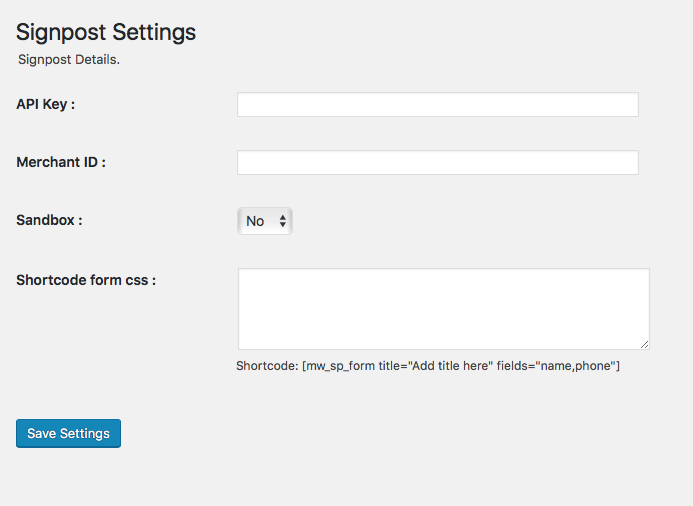 Signpost Settings
Signpost Details.
API Key :
Merchant ID :
Sandbox : No
Shortcode form css :
Shortcode: [mw_sp_form title="Add title here" fields="name,phone"]
Save Settings